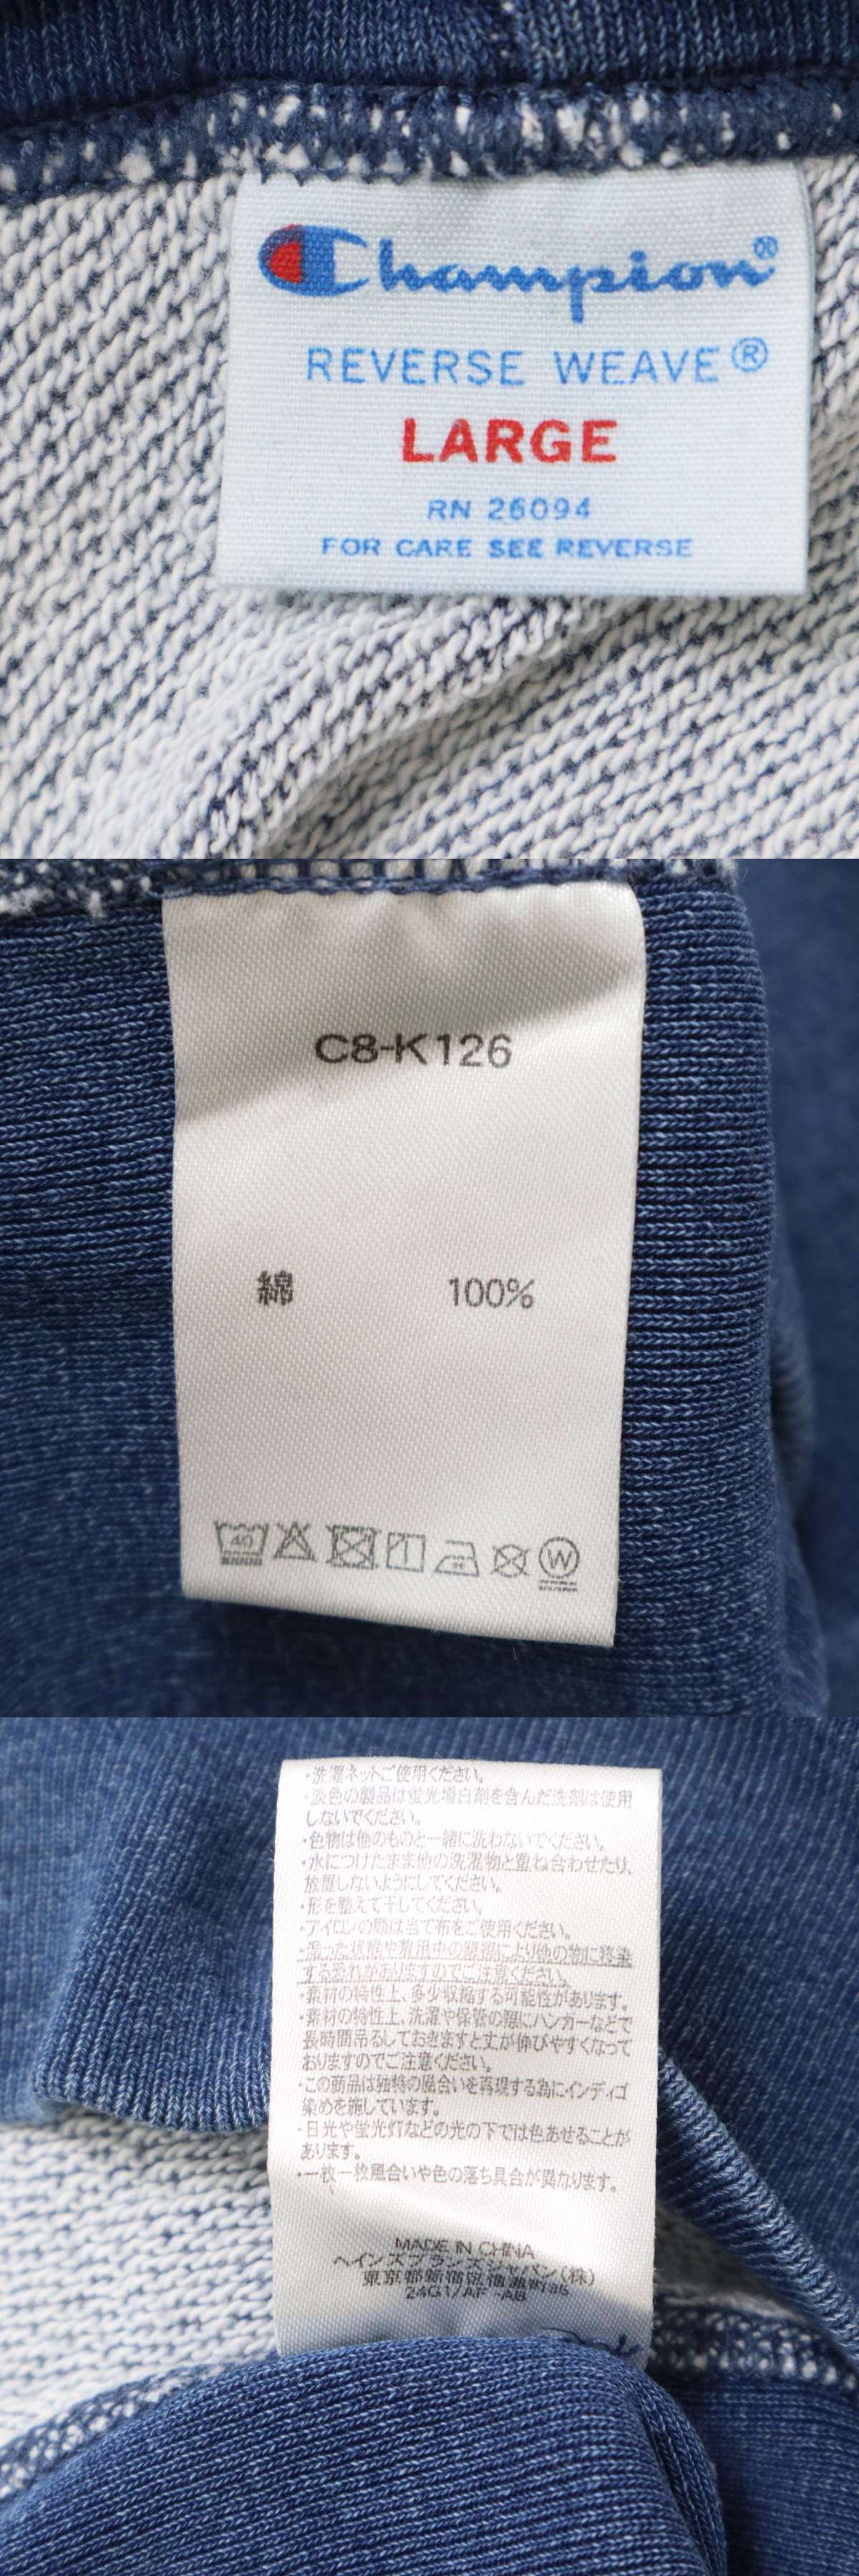 Champion®
REVERSE WEAVE®
LARGE
RN 26094
FOR CARE SEE REVERSE
C8-K126
綿 100%
40
1
W
・洗濯ネットご使用ください。
・淡色の製品は蛍光増白剤を含んだ洗剤は使用
しないでください。
・色物は他のものと一緒に洗わないでください。
・水につけたまま他の洗濯物と重ね合わせたり、
放置しないようにしてください。
・形を整えて干してください。
・アイロンの際は当て布をご使用ください。
・湿った状態や着用中の摩擦により他の物に移染
する恐れがありますのでご注意ください。
・素材の特性上、多少収縮する可能性があります。
・素材の特性上、洗濯や保管の際にハンガーなどで
長時間吊るしておきますと丈が伸びやすくなって
おりますのでご注意ください。
・この商品は独特の風合いを再現する為にインディゴ
染めを施しています。
・日光や蛍光灯などの光の下では色あせることが
あります。
・一枚一枚風合いや色の落ち具合が異なります。
MADE IN CHINA
ヘインズブランズジャパン(株)
東京都新宿区
24G1/AF-AB